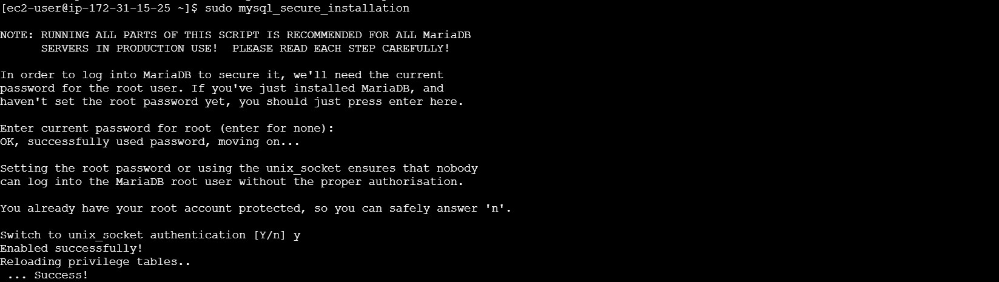 [ec2-user@ip-172-31-15-25 ~]$ sudo mysql_secure_installation
NOTE: RUNNING ALL PARTS OF THIS SCRIPT IS RECOMMENDED FOR ALL MariaDB
SERVERS IN PRODUCTION USE!  PLEASE READ EACH STEP CAREFULLY!
In order to log into MariaDB to secure it, we'll need the current
password for the root user. If you've just installed MariaDB, and
haven't set the root password yet, you should just press enter here.
Enter current password for root (enter for none):
OK, successfully used password, moving on...
Setting the root password or using the unix_socket ensures that nobody
can log into the MariaDB root user without the proper authorisation.
You already have your root account protected, so you can safely answer 'n'.
Switch to unix_socket authentication [Y/n] y
Enabled successfully!
Reloading privilege tables..
... Success!